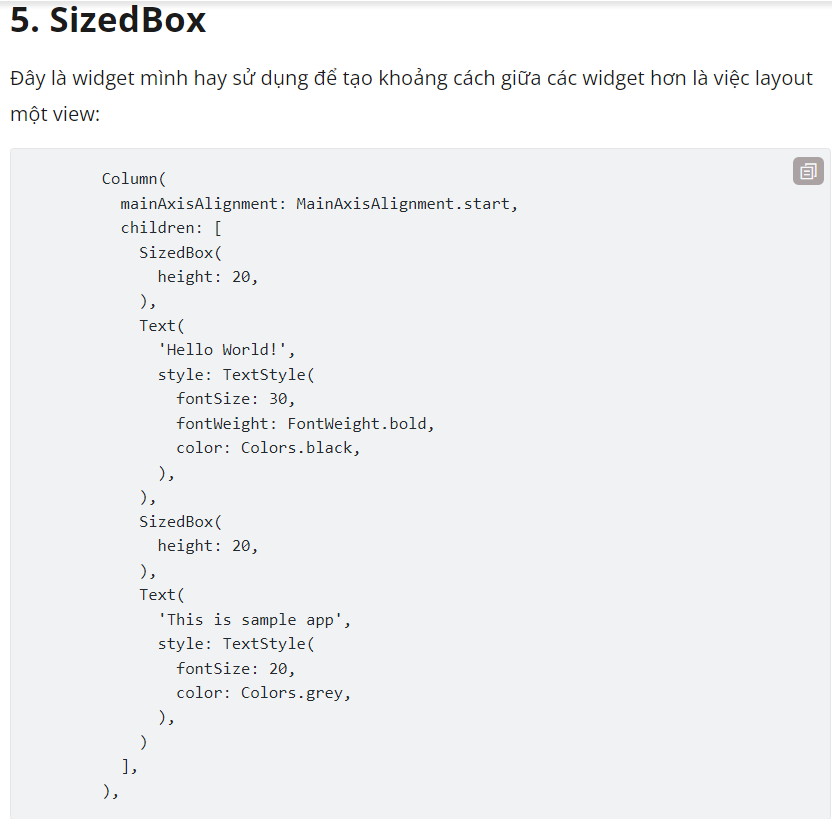 5. SizedBox
Đây là widget mình hay sử dụng để tạo khoảng cách giữa các widget hơn là việc layout
một view:
Column(
  mainAxisAlignment: MainAxisAlignment.start,
  children: [
    SizedBox(
      height: 20,
    ),
    Text(
      'Hello World!',
      style: TextStyle(
        fontSize: 30,
        fontWeight: FontWeight.bold,
        color: Colors.black,
      ),
    ),
    SizedBox(
      height: 20,
    ),
    Text(
      'This is sample app',
      style: TextStyle(
        fontSize: 20,
        color: Colors.grey,
      ),
    )
  ],
),